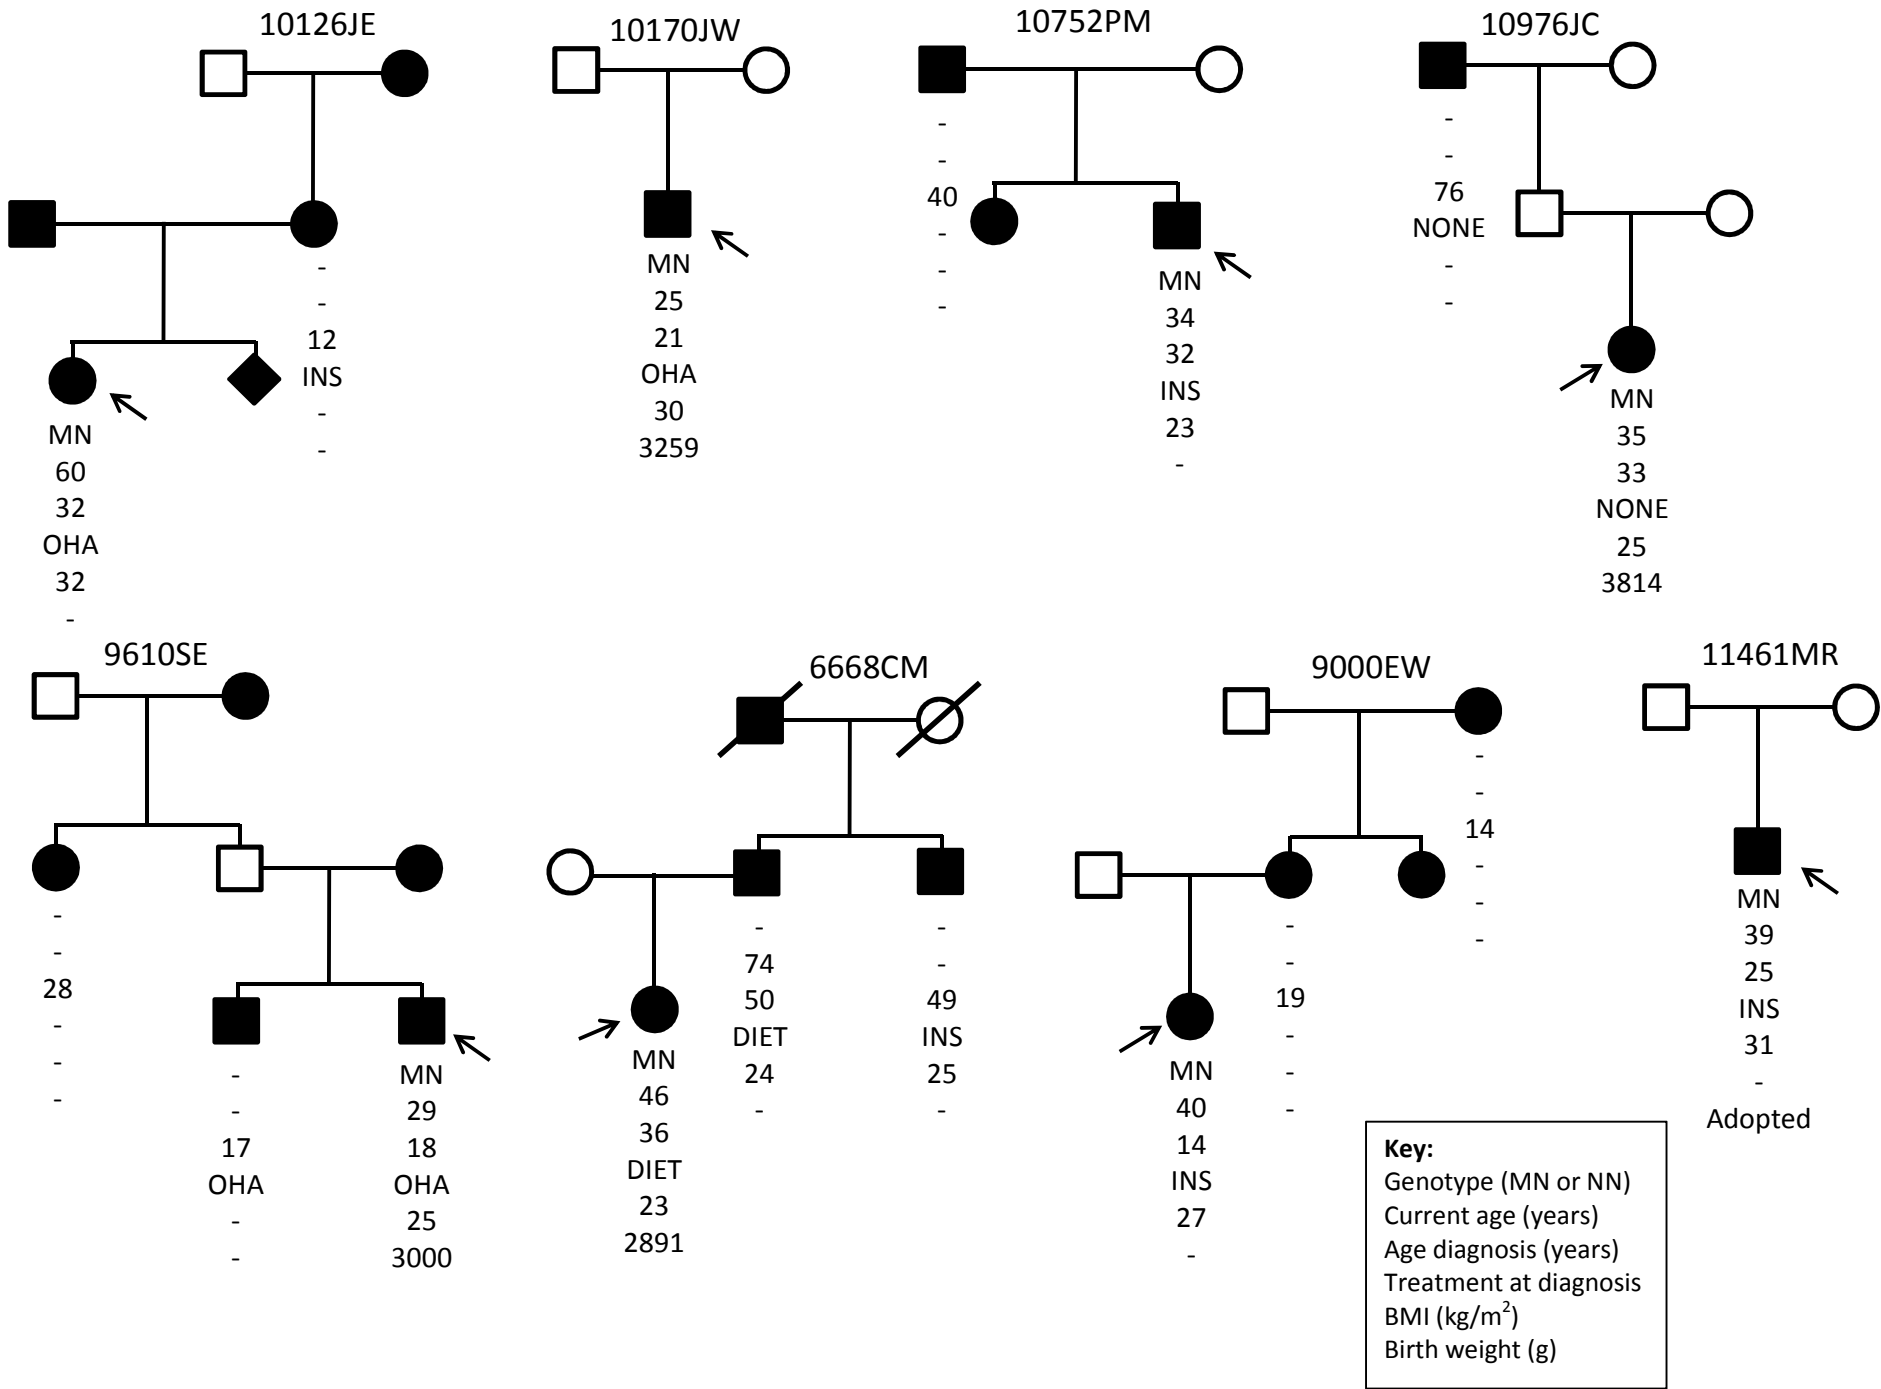 10126JE
-
-
12
INS
-
-
MN
60
32
OHA
32
-
10170JW
MN
25
21
OHA
30
3259
10752PM
-
-
40
-
-
-
MN
34
32
INS
23
-
10976JC
-
-
76
NONE
-
-
MN
35
33
NONE
25
3814
9610SE
-
-
28
-
-
-
-
-
17
OHA
-
-
MN
29
18
OHA
25
3000
6668CM
-
74
50
DIET
24
-
-
-
49
INS
25
-
MN
46
36
DIET
23
2891
9000EW
-
-
14
-
-
-
-
-
19
-
-
-
MN
40
14
INS
27
-
11461MR
MN
39
25
INS
31
-
Adopted
Key:
Genotype (MN or NN)
Current age (years)
Age diagnosis (years)
Treatment at diagnosis
BMI (kg/m²)
Birth weight (g)